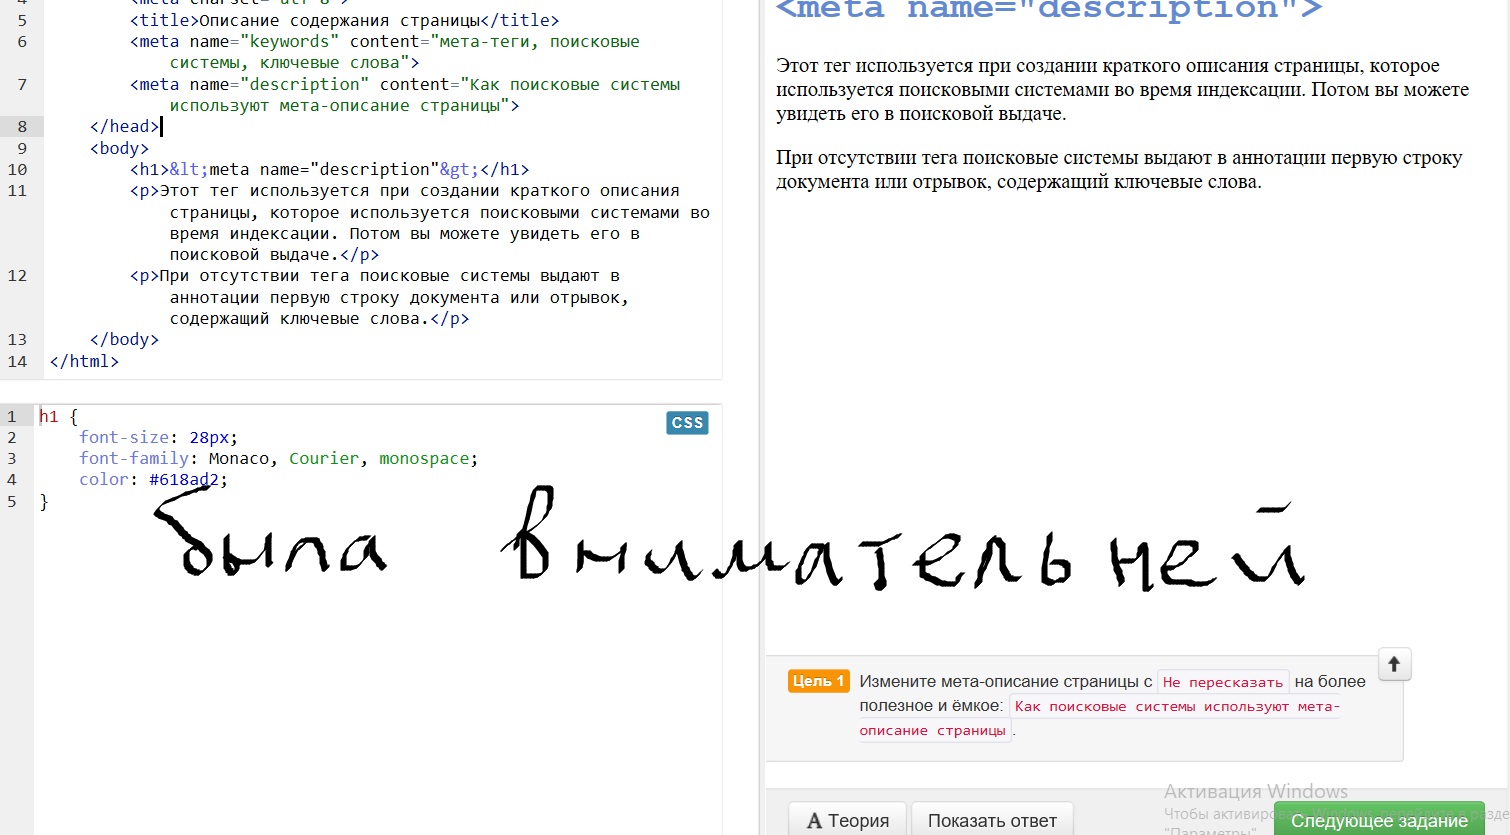 4 <meta charset="utf-8">
5 <title>Описание содержания страницы</title>
6 <meta name="keywords" content="мета-теги, поисковые
системы, ключевые слова">
7 <meta name="description" content="Как поисковые системы
используют мета-описание страницы">
8 </head>
9 <body>
10 <h1>&lt;meta name="description"&gt;</h1>
11 <p>Этот тег используется при создании краткого описания
страницы, которое используется поисковыми системами во
время индексации. Потом вы можете увидеть его в
поисковой выдаче.</p>
12 <p>При отсутствии тега поисковые системы выдают в
аннотации первую строку документа или отрывок,
содержащий ключевые слова.</p>
13 </body>
14 </html>
CSS
1 h1 {
2 font-size: 28px;
3 font-family: Monaco, Courier, monospace;
4 color: #618ad2;
5 }
<meta name="description">
Этот тег используется при создании краткого описания страницы, которое
используется поисковыми системами во время индексации. Потом вы можете
увидеть его в поисковой выдаче.
При отсутствии тега поисковые системы выдают в аннотации первую строку
документа или отрывок, содержащий ключевые слова.
была внимательней
Цель 1 Измените мета-описание страницы с Не пересказать на более
полезное и ёмкое: Как поисковые системы используют мета-
описание страницы.
Активация Windows
Чтобы активировать
"Параметры"
А Теория Показать ответ Следующее задание